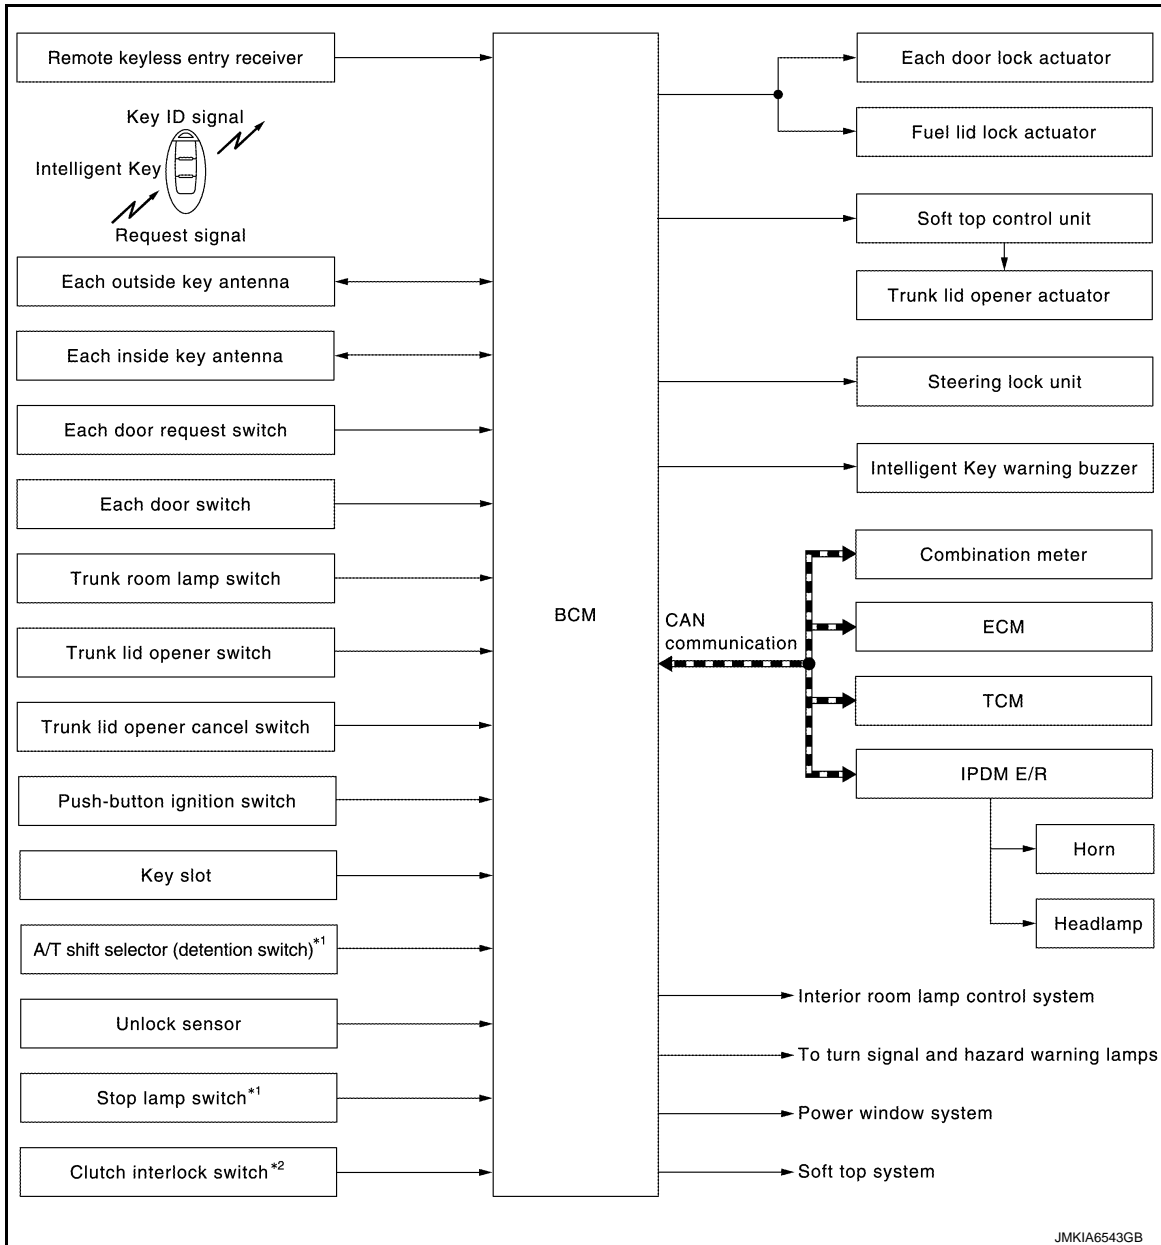 Remote keyless entry receiver
Key ID signal
Intelligent Key
Request signal
Each outside key antenna
Each inside key antenna
Each door request switch
Each door switch
Trunk room lamp switch
Trunk lid opener switch
Trunk lid opener cancel switch
Push-button ignition switch
Key slot
A/T shift selector (detention switch)*1
Unlock sensor
Stop lamp switch*1
Clutch interlock switch*2
BCM
Each door lock actuator
Fuel lid lock actuator
Soft top control unit
Trunk lid opener actuator
Steering lock unit
Intelligent Key warning buzzer
CAN
communication
Combination meter
ECM
TCM
IPDM E/R
Horn
Headlamp
Interior room lamp control system
To turn signal and hazard warning lamps
Power window system
Soft top system
JMKIA6543GB